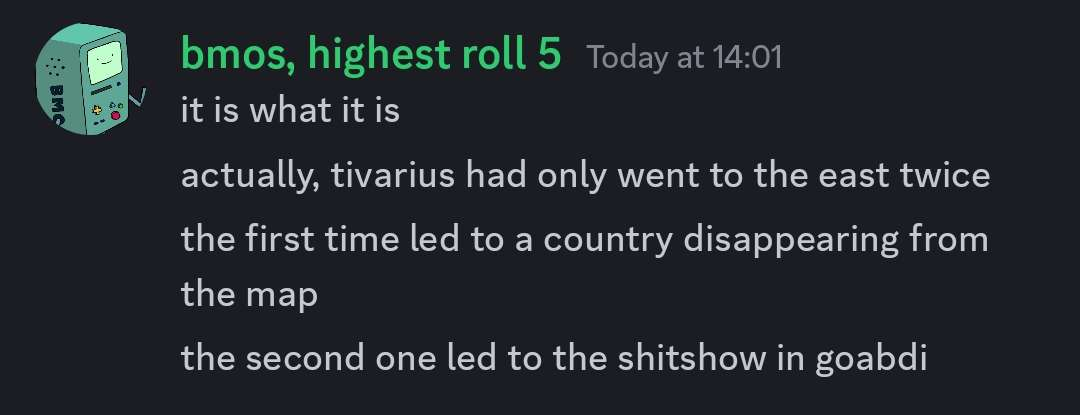 bmos, highest roll 5 Today at 14:01
it is what it is
actually, tivarius had only went to the east twice
the first time led to a country disappearing from
the map
the second one led to the shitshow in goabdi
BMO